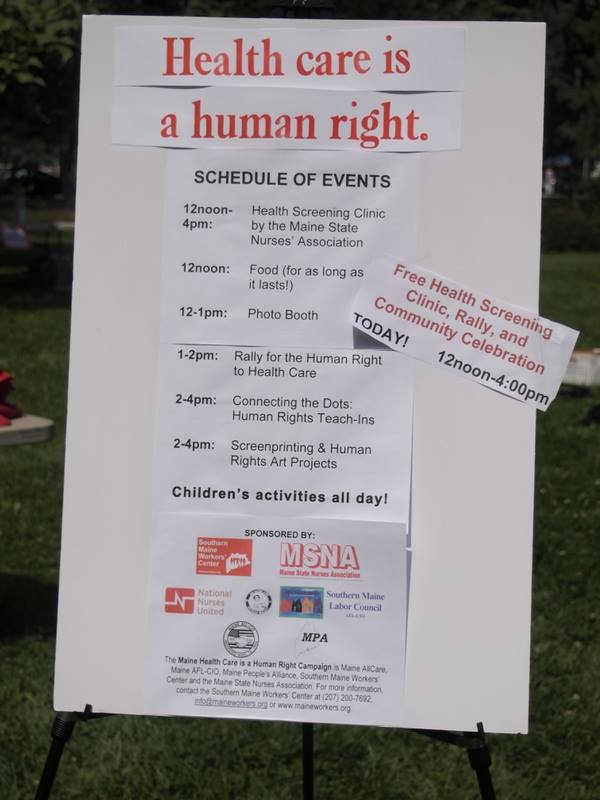 Health care is
a human right.
SCHEDULE OF EVENTS
12noon- Health Screening Clinic
4pm: by the Maine State
Nurses' Association
12noon: Food (for as long as
it lasts!)
12-1pm: Photo Booth
Free Health Screening
Clinic, Rally, and
Community Celebration
TODAY! 12noon-4:00pm
1-2pm: Rally for the Human Right
to Health Care
2-4pm: Connecting the Dots:
Human Rights Teach-Ins
2-4pm: Screenprinting & Human
Rights Art Projects
Children's activities all day!
SPONSORED BY:
Southern
Maine
Workers'
Center
MSNA
Maine State Nurses Association
National
Nurses
United
Southern Maine
Labor Council
AFL-CIO
MPA
The Maine Health Care is a Human Right Campaign is Maine AllCare,
Maine AFL-CIO, Maine People's Alliance, Southern Maine Workers'
Center and the Maine State Nurses Association. For more information,
contact the Southern Maine Workers' Center at (207) 200-7692,
info@maineworkers.org or www.maineworkers.org.